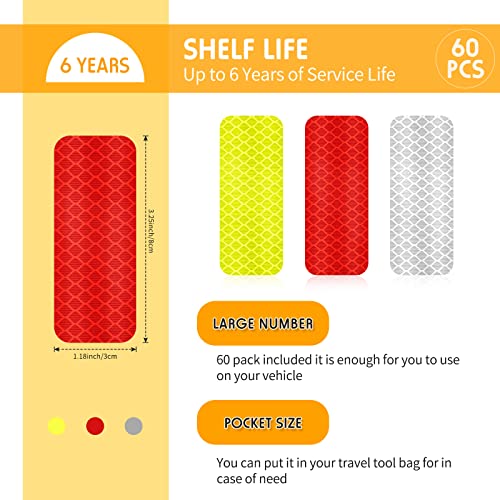 6 YEARS
SHELF LIFE
Up to 6 Years of Service Life
60
PCS
3.25inch/8cm
1.18inch/3cm
LARGE NUMBER
60 pack included it is enough for you to use
on your vehicle
POCKET SIZE
You can put it in your travel tool bag for in
case of need